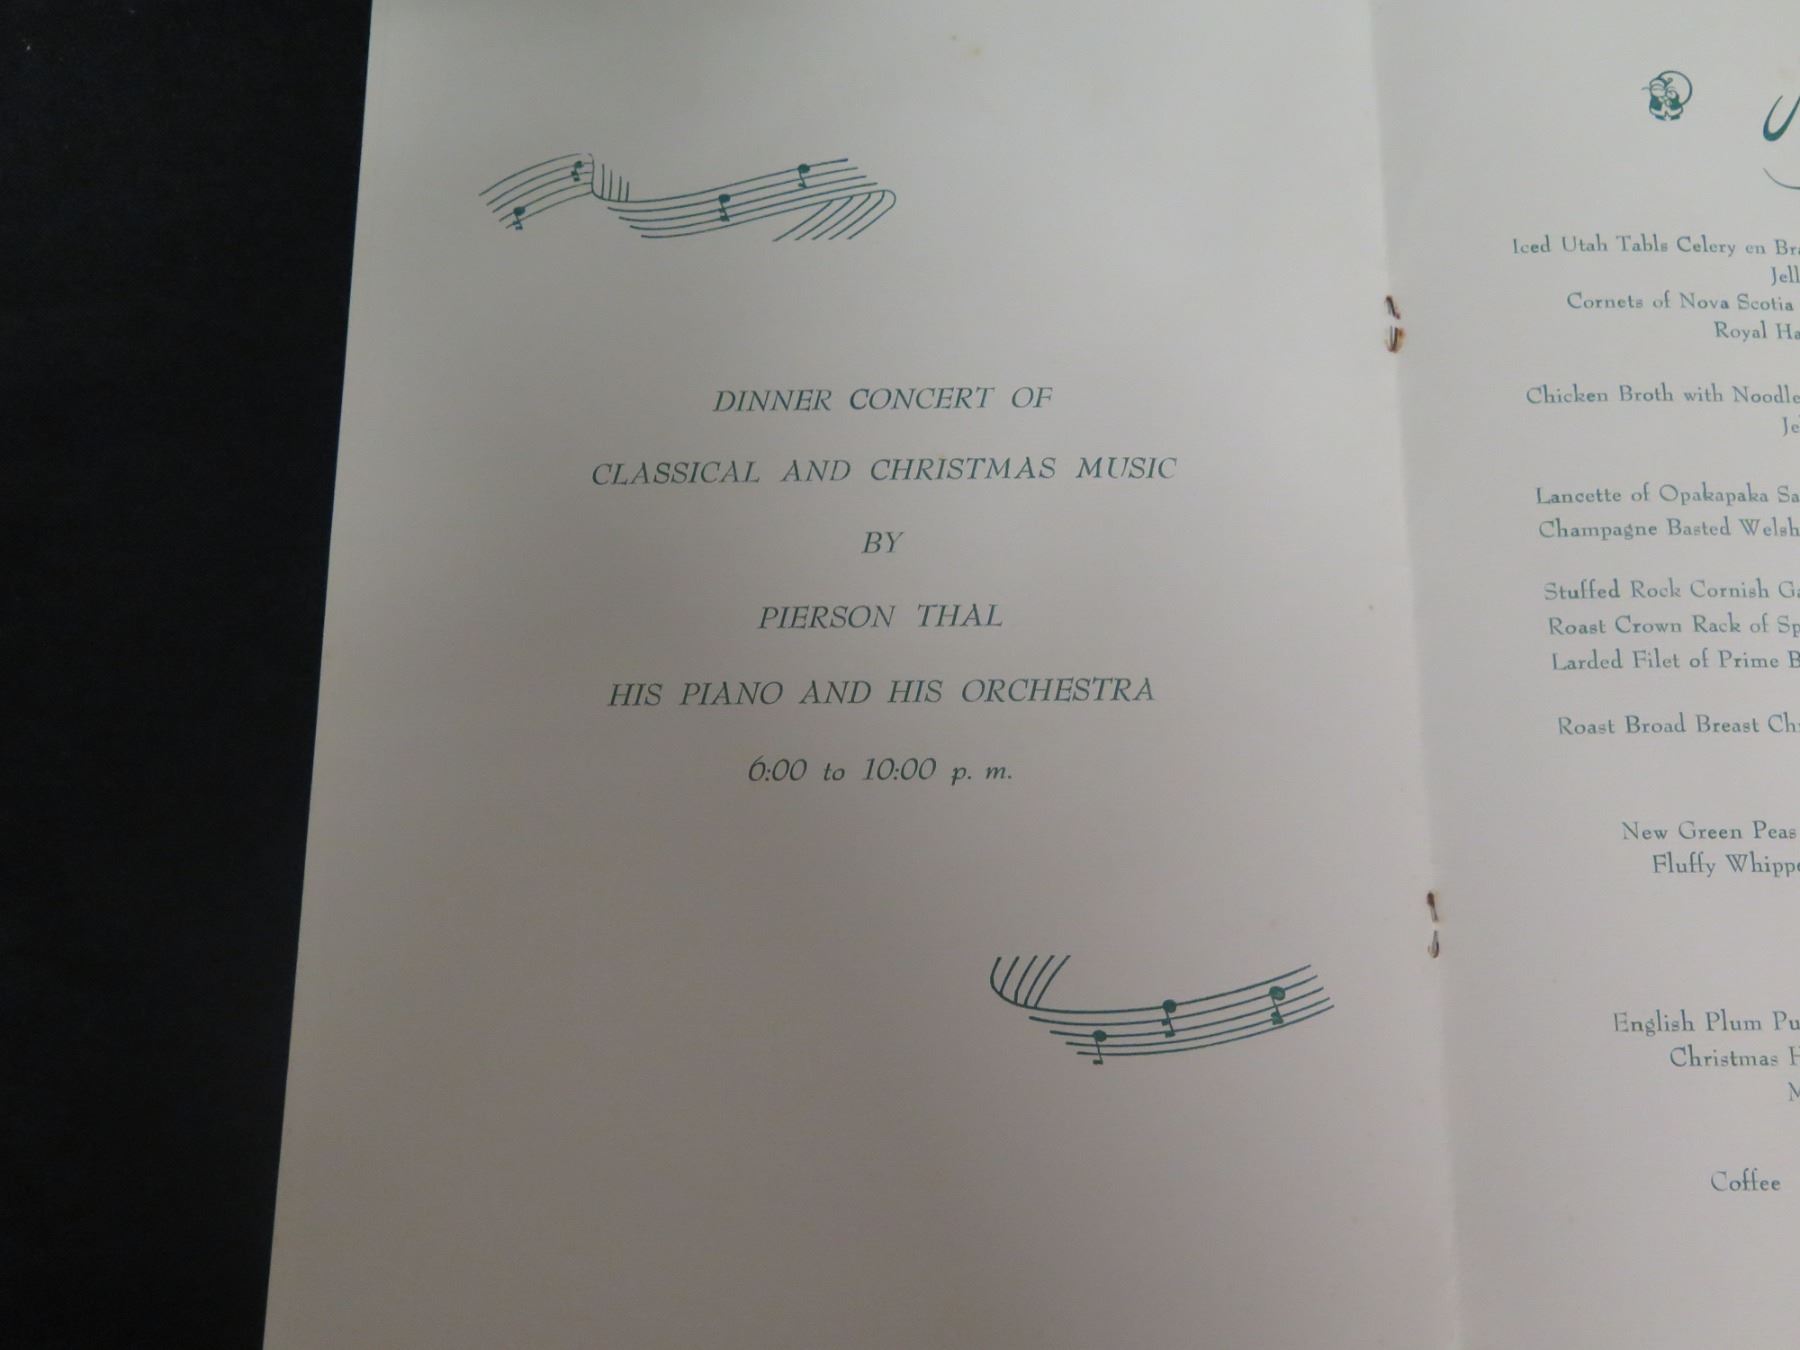 DINNER CONCERT OF
CLASSICAL AND CHRISTMAS MUSIC
BY
PIERSON THAL
HIS PIANO AND HIS ORCHESTRA
6:00 to 10:00 p. m.
Iced Utah Tabls Celery en
Cornets of Nova Scotia
Royal
Chicken Broth with
Lancette of Opakapaka
Champagne Basted
Stuffed Rock Cornish
Roast Crown Rack of
Larded Filet of Prime
Roast Broad Breast
New Green Peas
Fluffy
English Plum
Christmas
Coffee